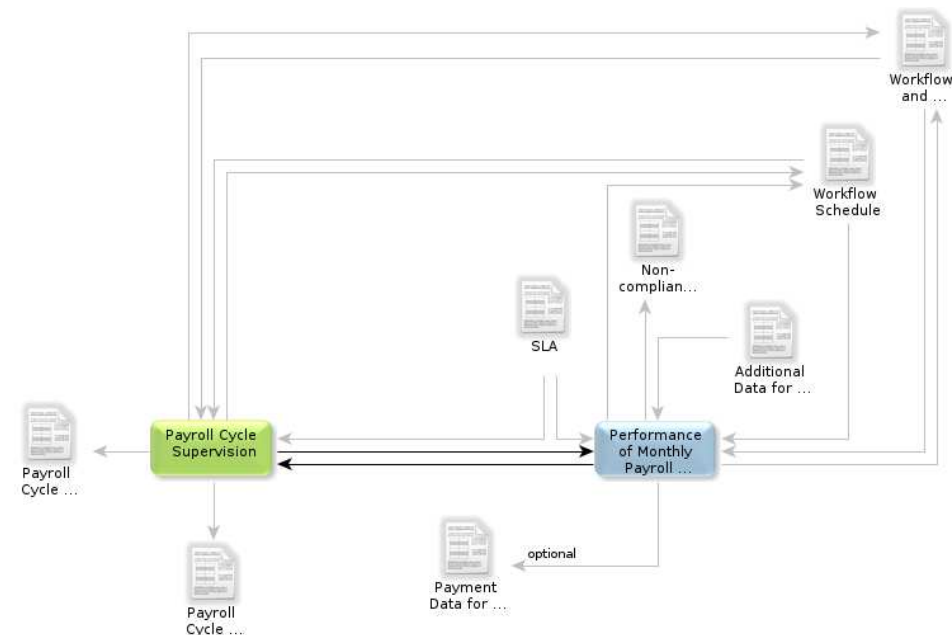 Workflow
and ...
Workflow
Schedule
Non-
complian...
SLA
Additional
Data for ...
Payroll Cycle
Supervision
Performance
of Monthly
Payroll ...
Payroll
Cycle ...
optional
Payment
Data for ...
Payroll
Cycle ...